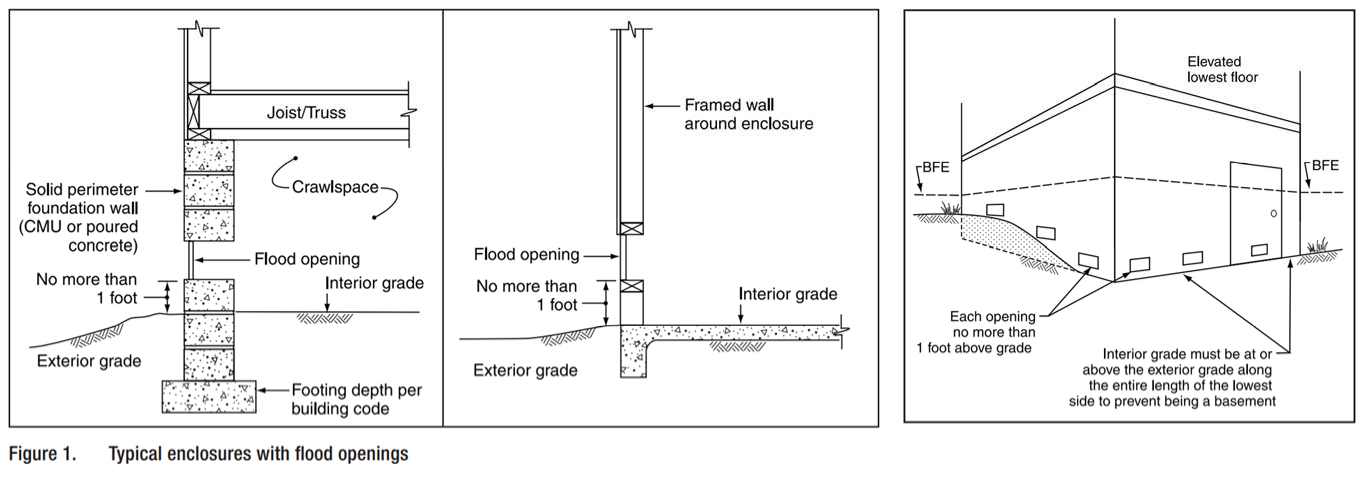 Joist/Truss
Crawlspace
Solid perimeter
foundation wall
(CMU or poured
concrete)
Flood opening
No more than
1 foot
Interior grade
Exterior grade
Footing depth per
building code
Framed wall
around enclosure
Flood opening
No more than
1 foot
Interior grade
Exterior grade
Elevated
lowest floor
BFE
BFE
Each opening
no more than
1 foot above grade
Interior grade must be at or
above the exterior grade along
the entire length of the lowest
side to prevent being a basement
Figure 1. Typical enclosures with flood openings